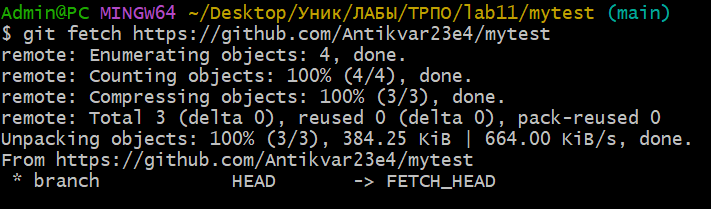 Admin@PC MINGW64 ~/Desktop/Уник/ЛАБЫ/ТРПО/lab11/mytest (main)
$ git fetch https://github.com/Antikvar23e4/mytest
remote: Enumerating objects: 4, done.
remote: Counting objects: 100% (4/4), done.
remote: Compressing objects: 100% (3/3), done.
remote: Total 3 (delta 0), reused 0 (delta 0), pack-reused 0
Unpacking objects: 100% (3/3), 384.25 KiB | 664.00 KiB/s, done.
From https://github.com/Antikvar23e4/mytest
 * branch            HEAD       -> FETCH_HEAD